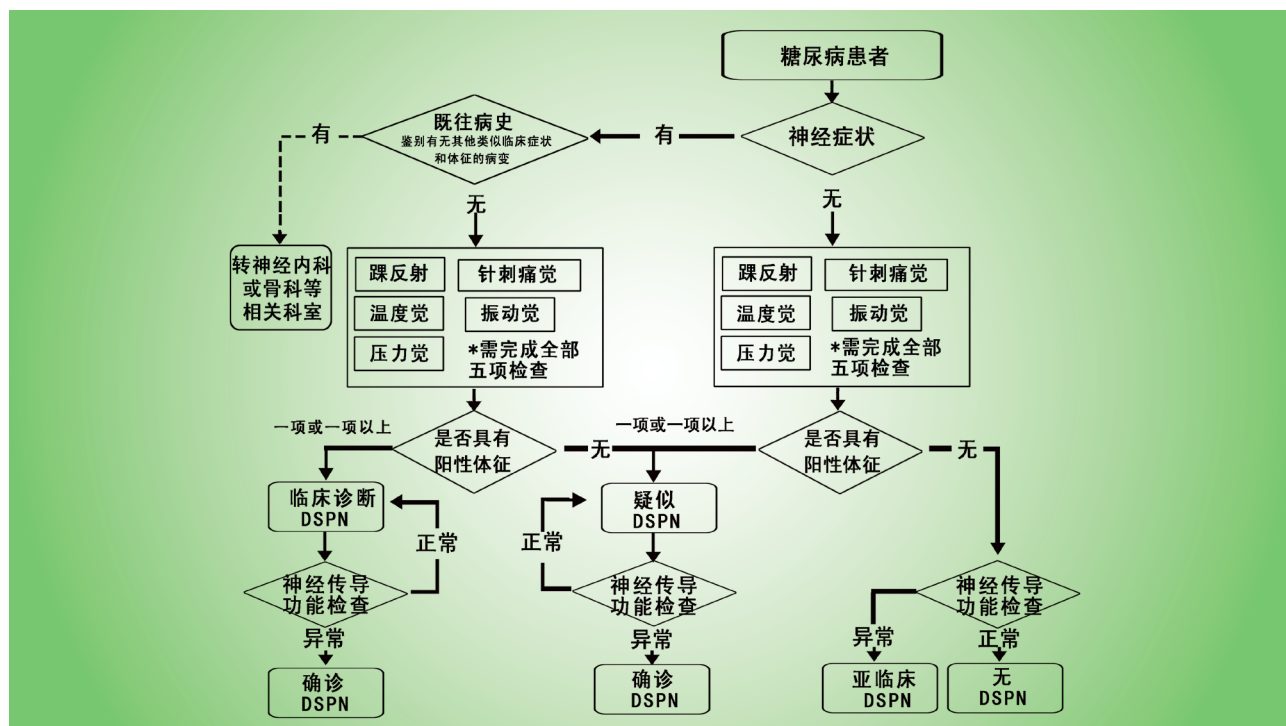 糖尿病患者
神经症状
有
既往病史
鉴别有无其他类似临床症状
和体征的病变
有
无
无
转神经内科
或骨科等
相关科室
踝反射
针刺痛觉
温度觉
振动觉
压力觉
*需完成全部
五项检查
踝反射
针刺痛觉
温度觉
振动觉
压力觉
*需完成全部
五项检查
一项或一项以上
是否具有
阳性体征
无
一项或一项以上
是否具有
阳性体征
无
临床诊断
DSPN
正常
疑似
DSPN
正常
神经传导
功能检查
神经传导
功能检查
神经传导
功能检查
异常
异常
异常
正常
确诊
DSPN
确诊
DSPN
亚临床
DSPN
无
DSPN